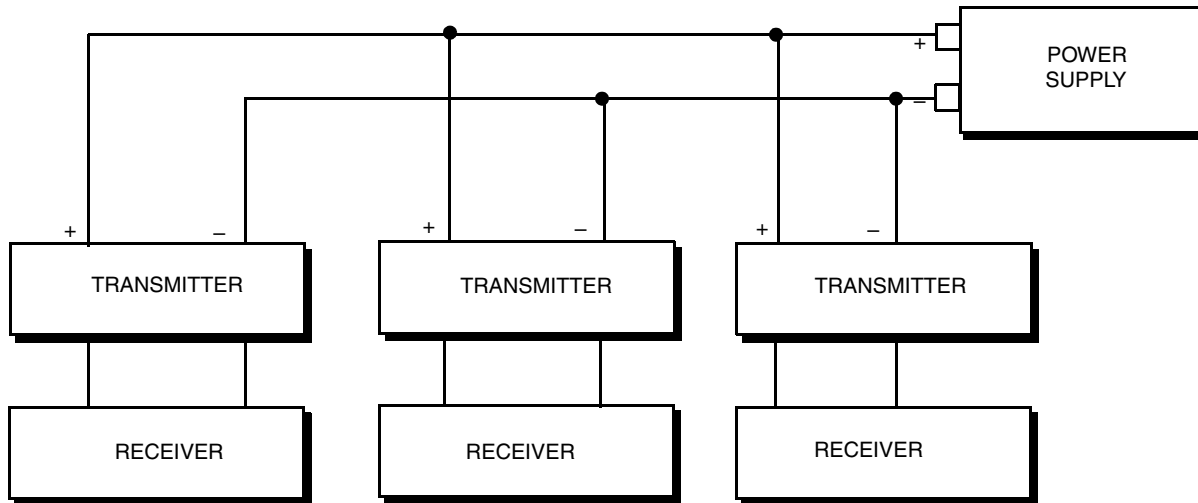 POWER
SUPPLY
+
–
+ – + – + –
TRANSMITTER TRANSMITTER TRANSMITTER
RECEIVER RECEIVER RECEIVER